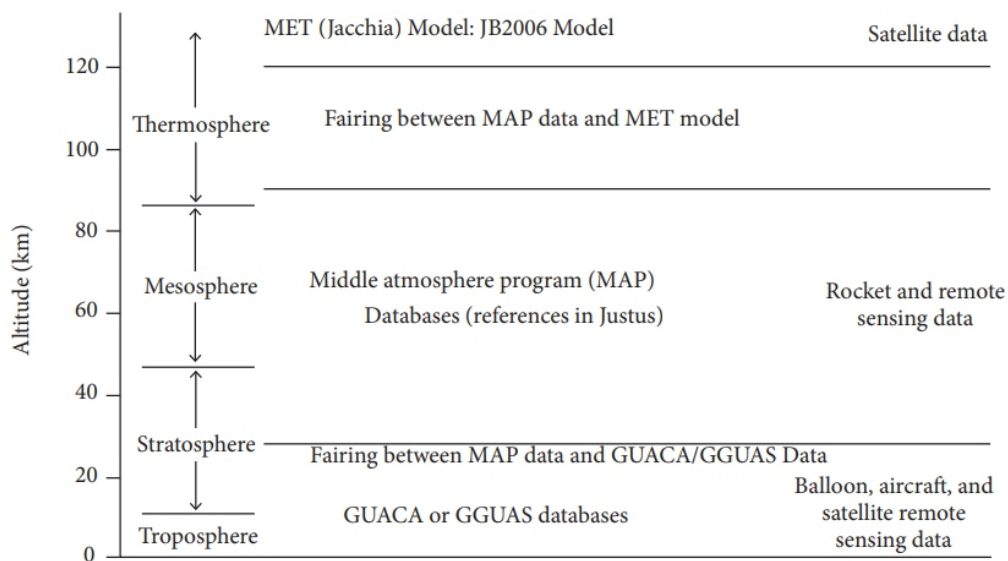 MET (Jacchia) Model: JB2006 Model
Satellite data
120
Fairing between MAP data and MET model
Thermosphere
100
80
Altitude (km)
Mesosphere
Middle atmosphere program (MAP)
Databases (references in Justus)
Rocket and remote
sensing data
60
40
Stratosphere
Fairing between MAP data and GUACA/GGUAS Data
20
Balloon, aircraft, and
satellite remote
sensing data
GUACA or GGUAS databases
Troposphere
0